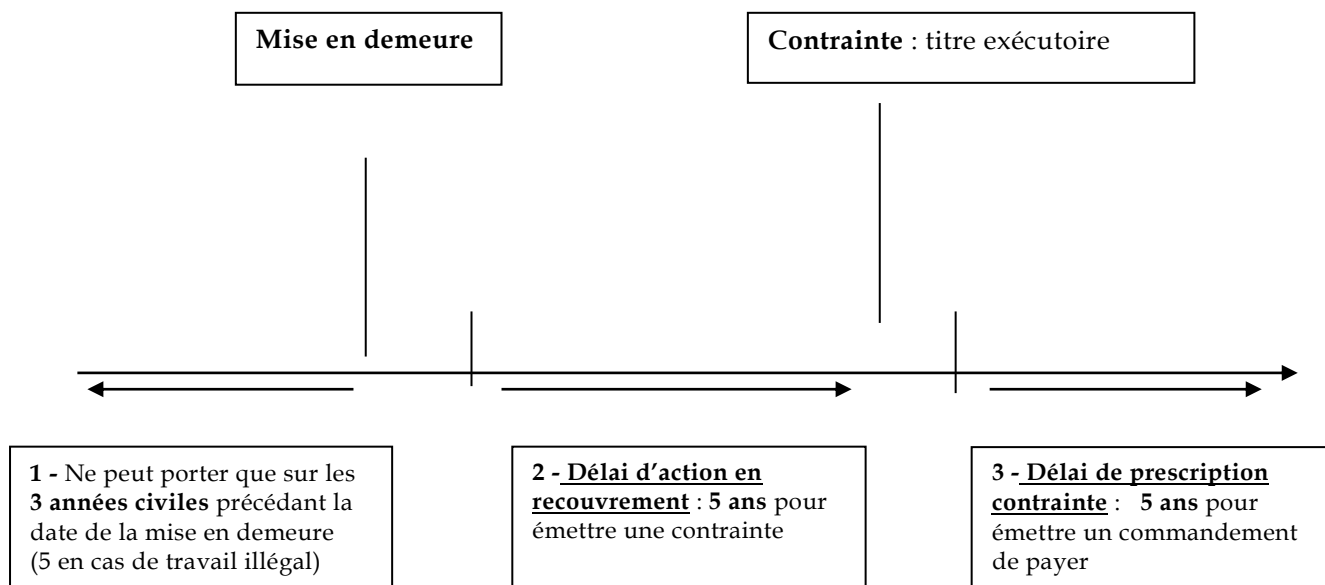 Mise en demeure
Contrainte : titre exécutoire
1 - Ne peut porter que sur les
3 années civiles précédant la
date de la mise en demeure
(5 en cas de travail illégal)
2 - Délai d’action en
recouvrement : 5 ans pour
émettre une contrainte
3 - Délai de prescription
contrainte : 5 ans pour
émettre un commandement
de payer